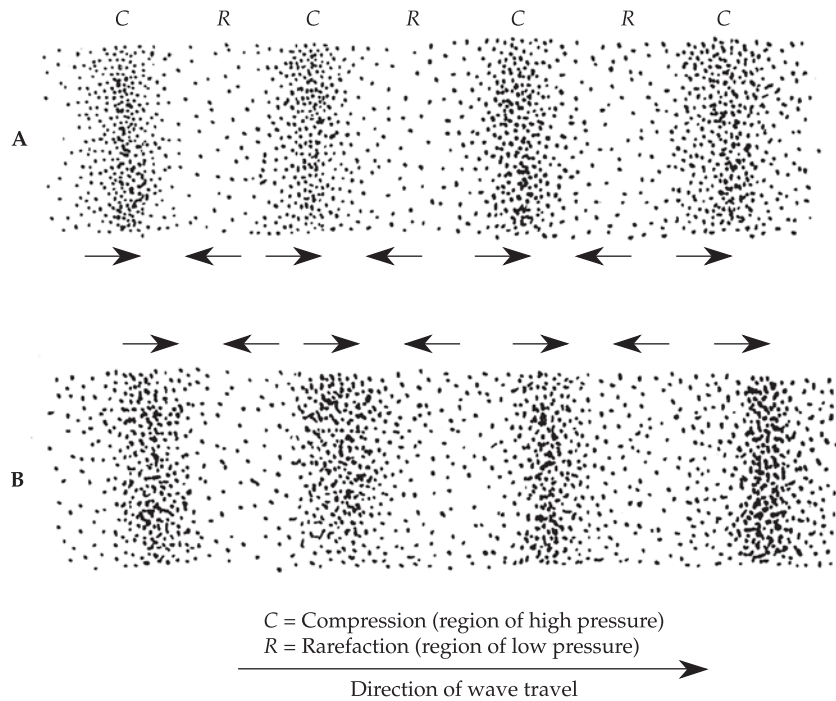 C R C R C R C
A
B
C = Compression (region of high pressure)
R = Rarefaction (region of low pressure)
Direction of wave travel